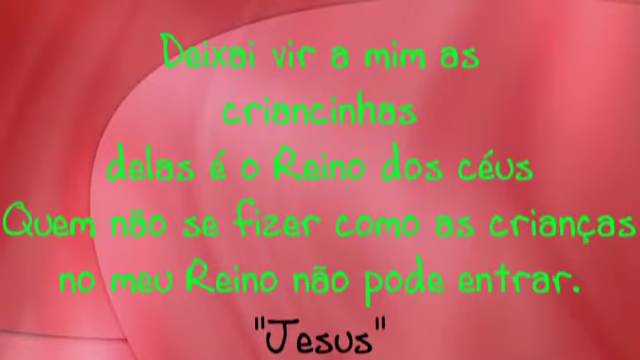 Deixai vir a mim as
criancinhas
delas é o Reino dos céus
Quem não se fizer como as crianças
no meu Reino não pode entrar.
"Jesus"